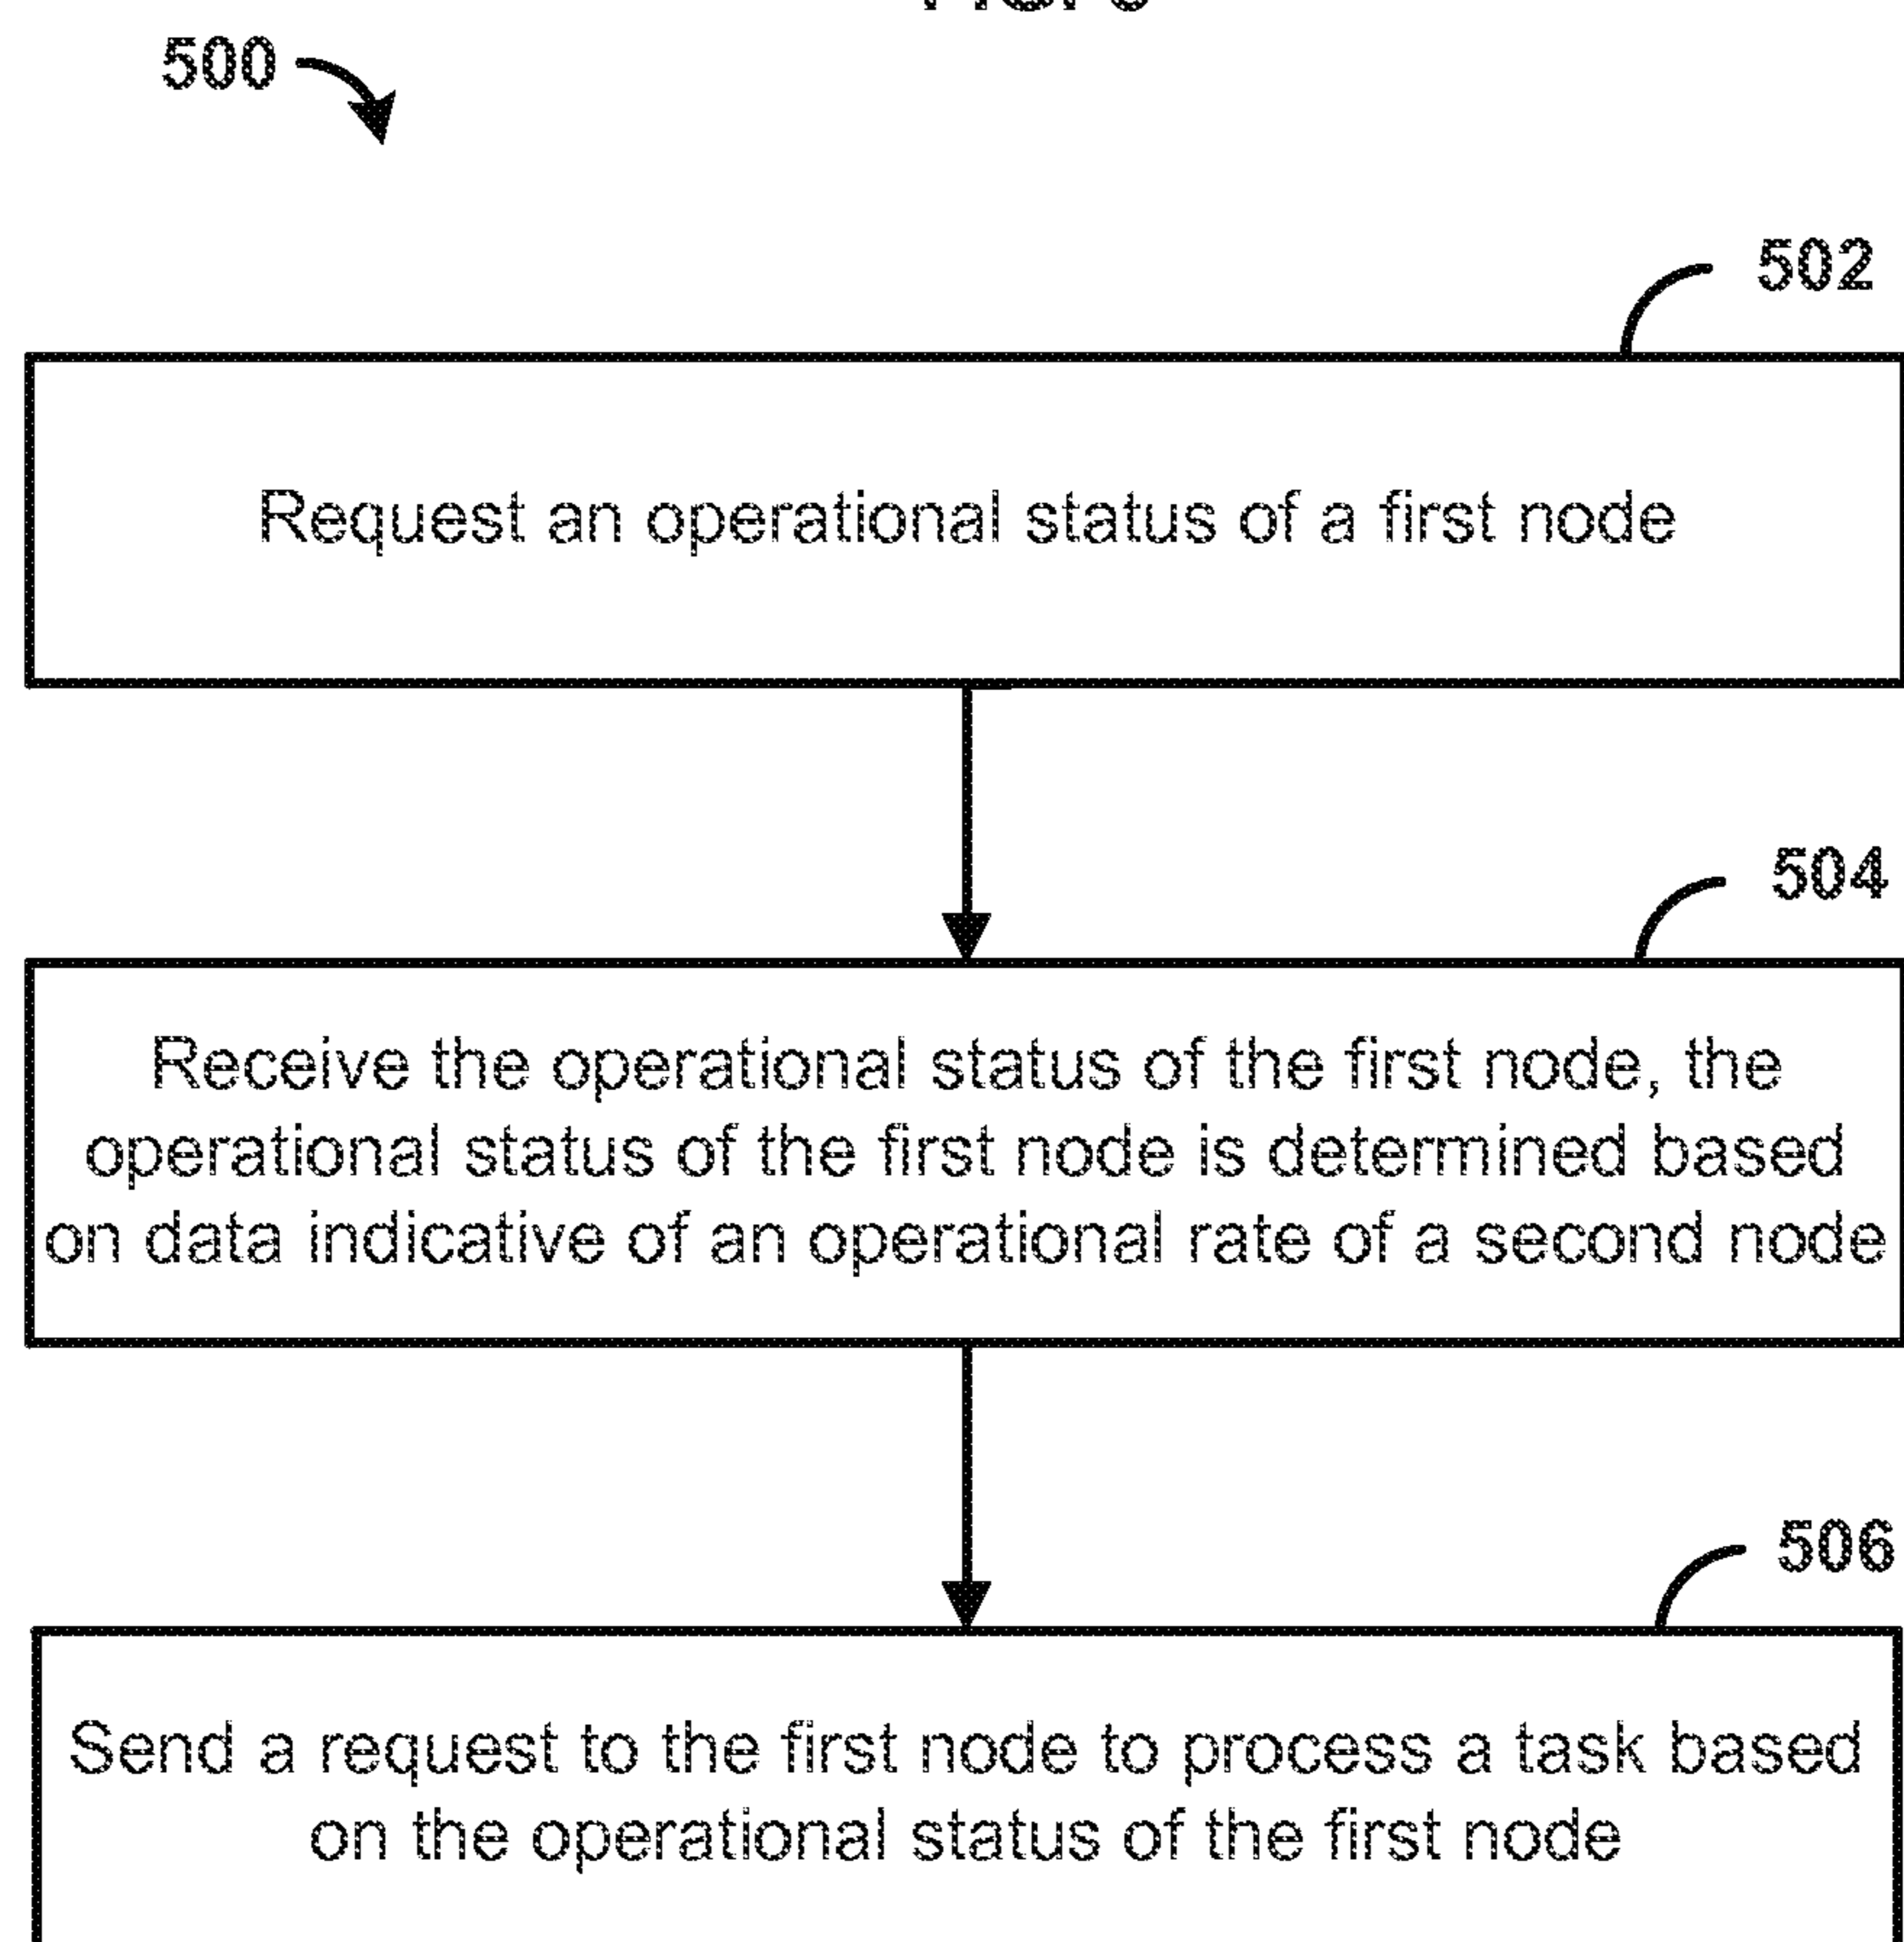 500
502
Request an operational status of a first node
504
Receive the operational status of the first node, the
operational status of the first node is determined based
on data indicative of an operational rate of a second node
506
Send a request to the first node to process a task based
on the operational status of the first node